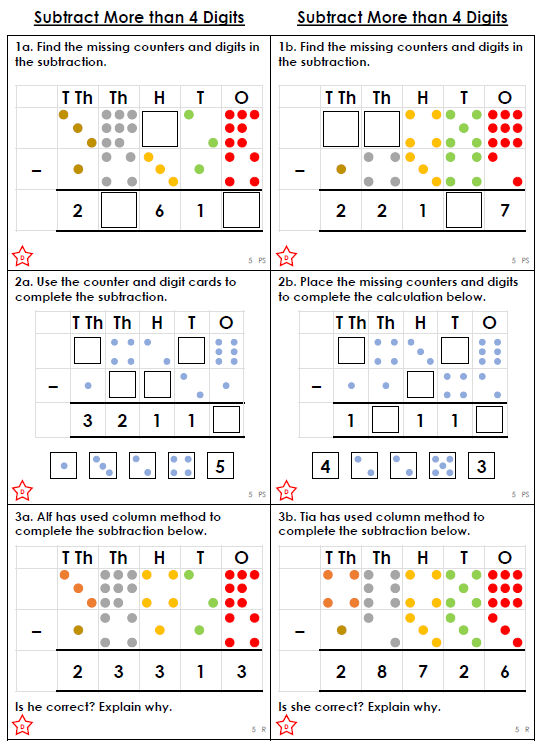 Subtract More than 4 Digits
Subtract More than 4 Digits
1a. Find the missing counters and digits in
the subtraction.
T Th Th H T O
–
2 6 1
D
5 PS
1b. Find the missing counters and digits in
the subtraction.
T Th Th H T O
–
2 2 1 7
D
5 PS
2a. Use the counter and digit cards to
complete the subtraction.
T Th Th H T O
–
3 2 1 1
5
D
5 PS
2b. Place the missing counters and digits
to complete the calculation below.
T Th Th H T O
–
1 1 1
4 3
D
5 PS
3a. Alf has used column method to
complete the subtraction below.
T Th Th H T O
–
2 3 3 1 3
Is he correct? Explain why.
D
5 R
3b. Tia has used column method to
complete the subtraction below.
T Th Th H T O
–
2 8 7 2 6
Is she correct? Explain why.
D
5 R